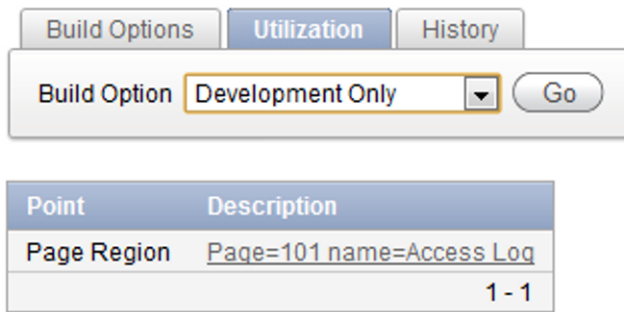 Build Options Utilization History
Build Option Development Only Go
Point Description
Page Region Page=101 name=Access Log
1 - 1